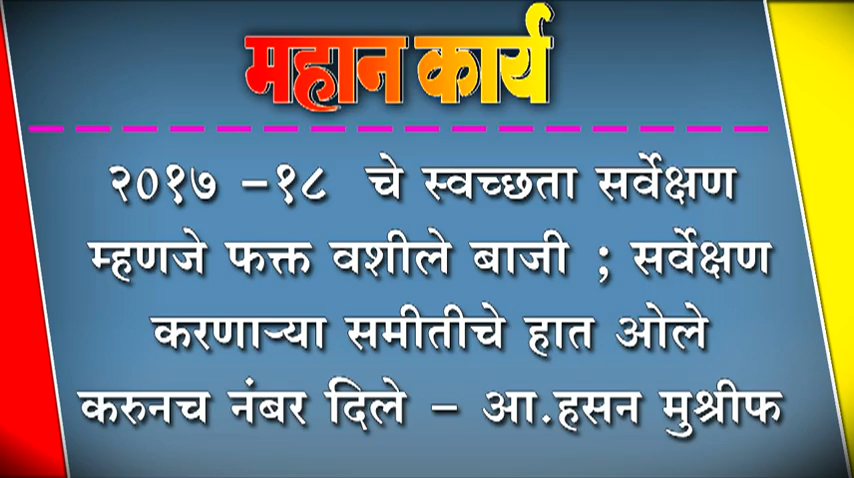 महान कार्य
२०१७ -१८ चे स्वच्छता सर्वेक्षण
म्हणजे फक्त वशीले बाजी ; सर्वेक्षण
करणाऱ्या समीतीचे हात ओले
करुनच नंबर दिले - आ.हसन मुश्रीफ